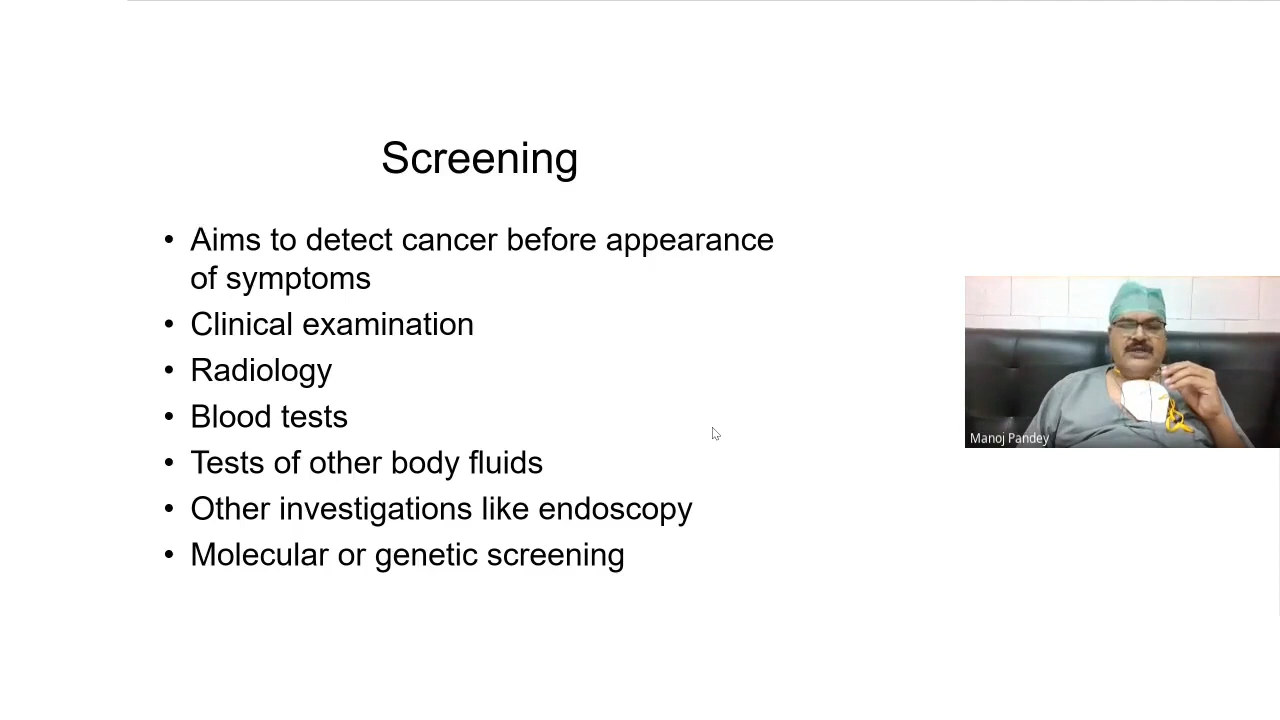 Screening
• Aims to detect cancer before appearance
of symptoms
• Clinical examination
• Radiology
• Blood tests
• Tests of other body fluids
• Other investigations like endoscopy
• Molecular or genetic screening
Manoj Pandey